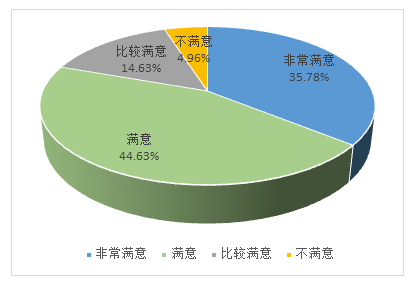 不满意
4.96%
比较满意
14.63%
非常满意
35.78%
满意
44.63%
非常满意 满意 比较满意 不满意